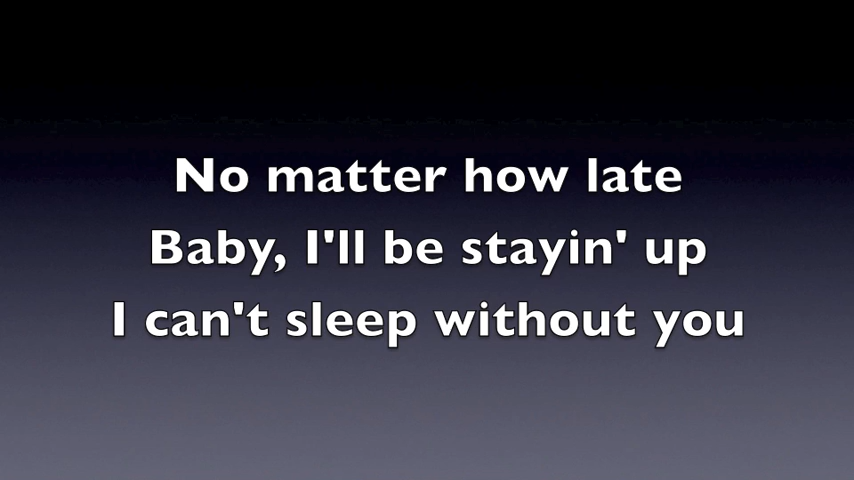 No matter how late
Baby, I'll be stayin' up
I can't sleep without you